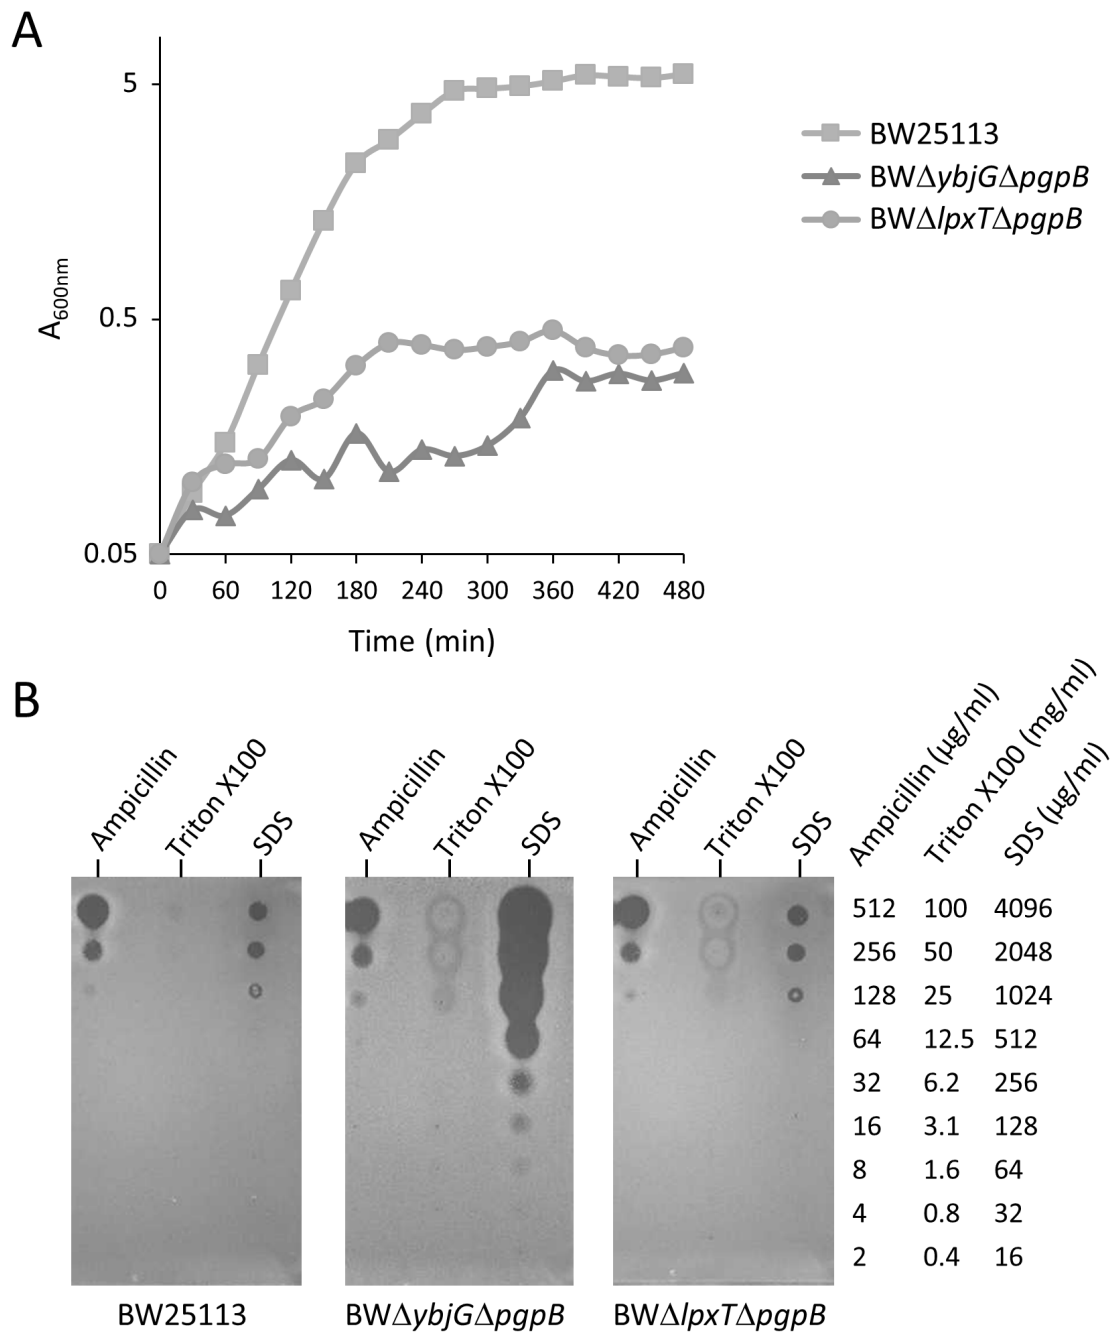 A
5
0.5
0.05
A600nm
0 60 120 180 240 300 360 420 480
Time (min)
BW25113
BWΔybjGΔpgpB
BWΔlpxTΔpgpB
B
Ampicillin Triton X100 SDS
Ampicillin Triton X100 SDS
Ampicillin Triton X100 SDS
Ampicillin (µg/ml) Triton X100 (mg/ml) SDS (µg/ml)
512 100 4096
256 50 2048
128 25 1024
64 12.5 512
32 6.2 256
16 3.1 128
8 1.6 64
4 0.8 32
2 0.4 16
BW25113 BWΔybjGΔpgpB BWΔlpxTΔpgpB